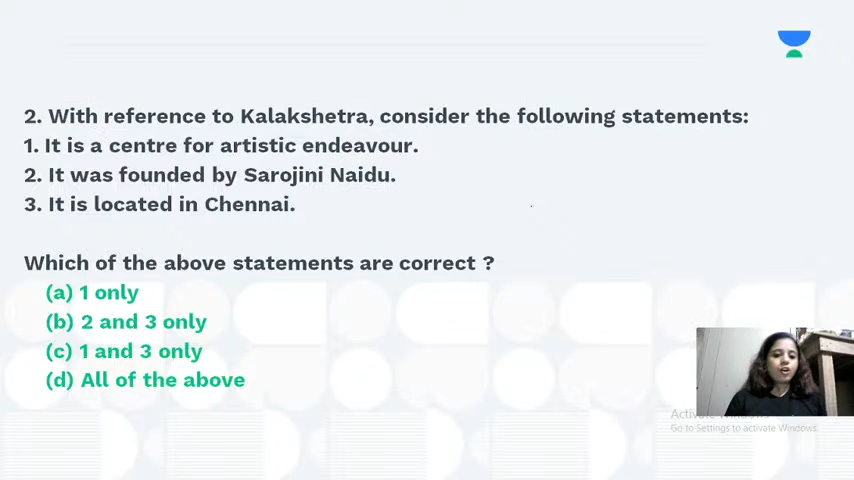 2. With reference to Kalakshetra, consider the following statements:
1. It is a centre for artistic endeavour.
2. It was founded by Sarojini Naidu.
3. It is located in Chennai.
Which of the above statements are correct ?
(a) 1 only
(b) 2 and 3 only
(c) 1 and 3 only
(d) All of the above
Activate Windows
Go to Settings to activate Windows.